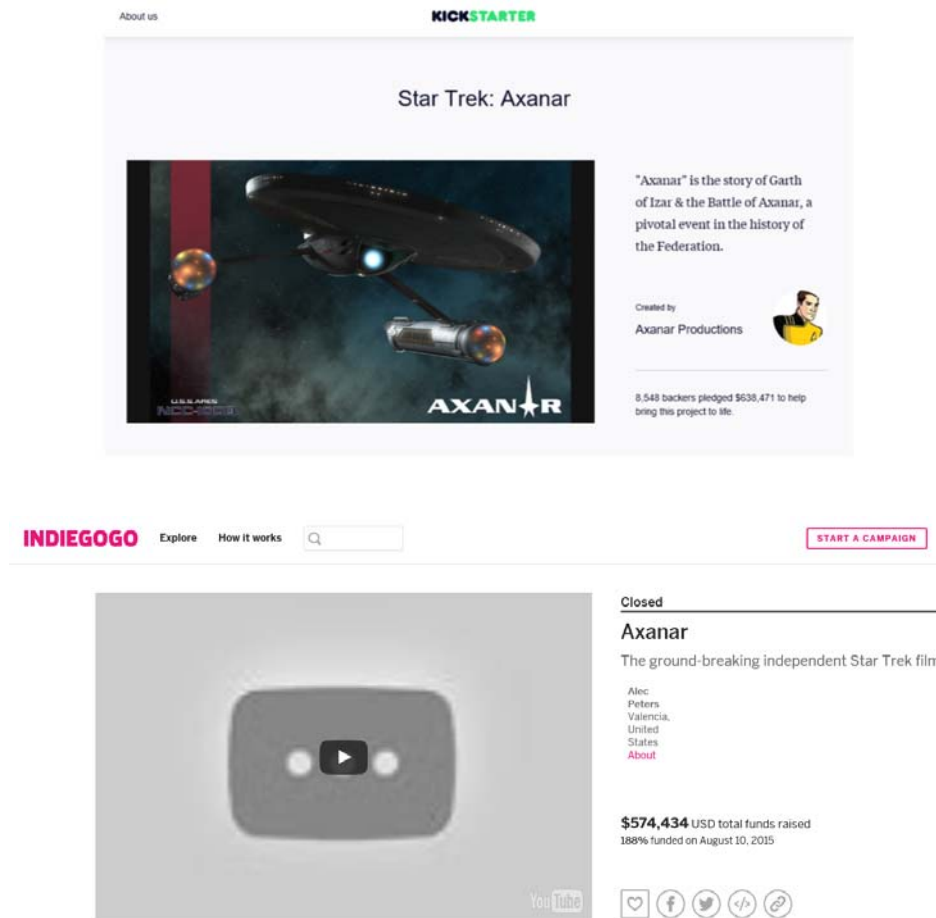 About us
KICKSTARTER
Star Trek: Axanar
"Axanar" is the story of Garth
of Izar & the Battle of Axanar, a
pivotal event in the history of
the Federation.
Created by
Axanar Productions
8,548 backers pledged $638,471 to help
bring this project to life.
U.S.S. ARES
AXANAR
INDIEGOGO
Explore
How it works
START A CAMPAIGN
Closed
Axanar
The ground-breaking independent Star Trek film
Alec
Peters
Valencia,
United
States
About
$574,434 USD total funds raised
188% funded on August 10, 2015
YouTube